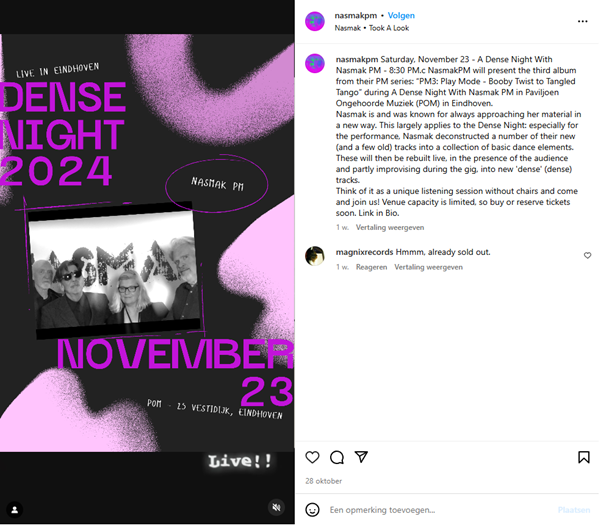 LIVE IN EINDHOVEN
DENSE
NIGHT
2024
NASMAK PM
NOVEMBER
23
POM - 25 VESTIDIJK, EINDHOVEN
Live!!
nasmakpm • Volgen
Nasmak • Took A Look
nasmakpm Saturday, November 23 - A Dense Night With
Nasmak PM - 8:30 PM.c NasmakPM will present the third album
from their PM series: "PM3: Play Mode - Booby Twist to Tangled
Tango" during A Dense Night With Nasmak PM in Paviljoen
Ongehoorde Muziek (POM) in Eindhoven.
Nasmak is and was known for always approaching her material in
a new way. This largely applies to the Dense Night: especially for
the performance, Nasmak deconstructed a number of their new
(and a few old) tracks into a collection of basic dance elements.
These will then be rebuilt live, in the presence of the audience
and partly improvising during the gig, into new 'dense' (dense)
tracks.
Think of it as a unique listening session without chairs and come
and join us! Venue capacity is limited, so buy or reserve tickets
soon. Link in Bio.
1 w. Vertaling weergeven
magnixrecords Hmmm, already sold out.
1 w. Reageren Vertaling weergeven
28 oktober
Een opmerking toevoegen...
Plaatsen